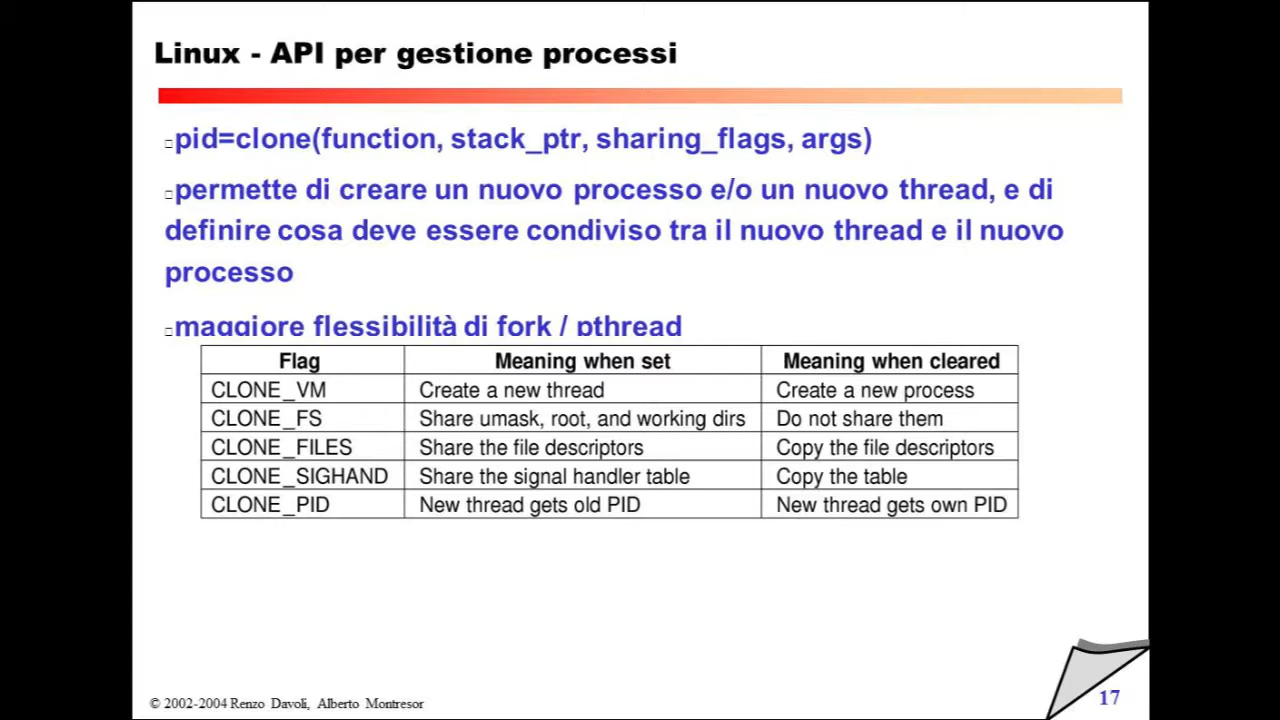 Linux - API per gestione processi
pid=clone(function, stack_ptr, sharing_flags, args)
permette di creare un nuovo processo e/o un nuovo thread, e di
definire cosa deve essere condiviso tra il nuovo thread e il nuovo
processo
maggiore flessibilità di fork / pthread
Flag Meaning when set Meaning when cleared
CLONE_VM Create a new thread Create a new process
CLONE_FS Share umask, root, and working dirs Do not share them
CLONE_FILES Share the file descriptors Copy the file descriptors
CLONE_SIGHAND Share the signal handler table Copy the table
CLONE_PID New thread gets old PID New thread gets own PID
© 2002-2004 Renzo Davoli, Alberto Montresor
17